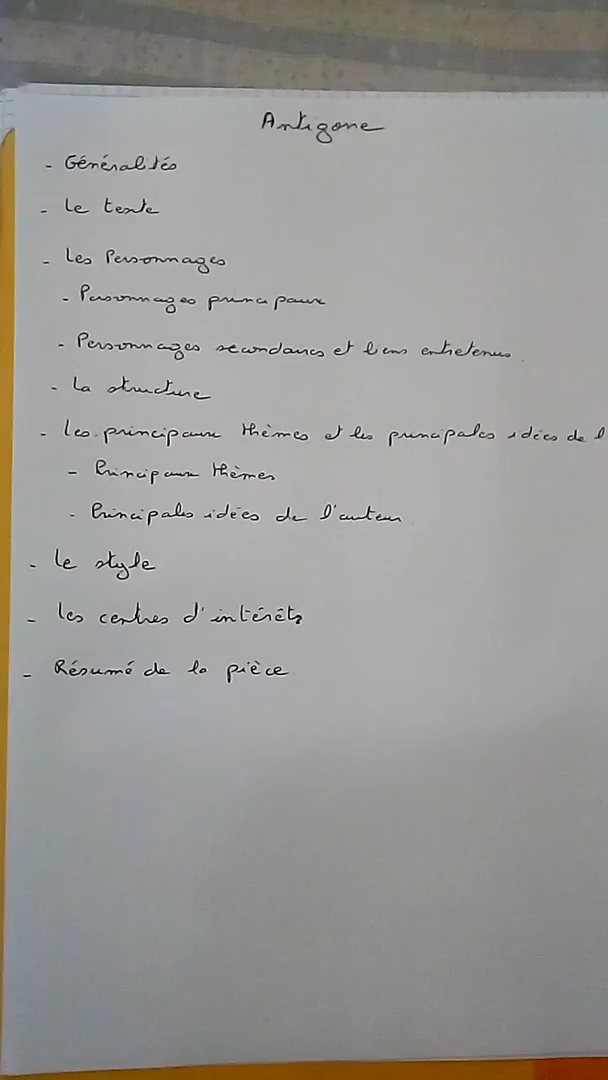 Antigone
- Généralités
- Le texte
- Les Personnages
- Personnages principaux
- Personnages secondaires et liens entretenus
- La structure
- Les principaux thèmes et les principales idées de l
- Principaux thèmes
- Principales idées de l'auteur
- Le style
- Les centres d'intérêts
- Résumé de la pièce